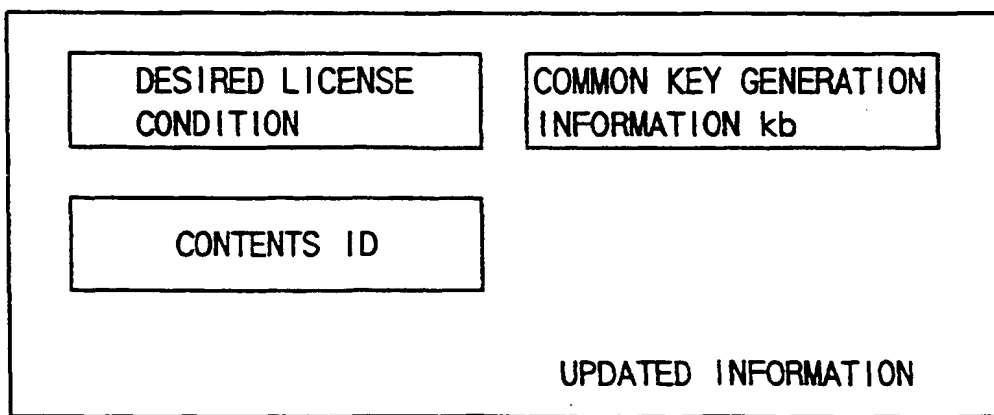 DESIRED LICENSE
CONDITION
COMMON KEY GENERATION
INFORMATION kb
CONTENTS ID
UPDATED INFORMATION